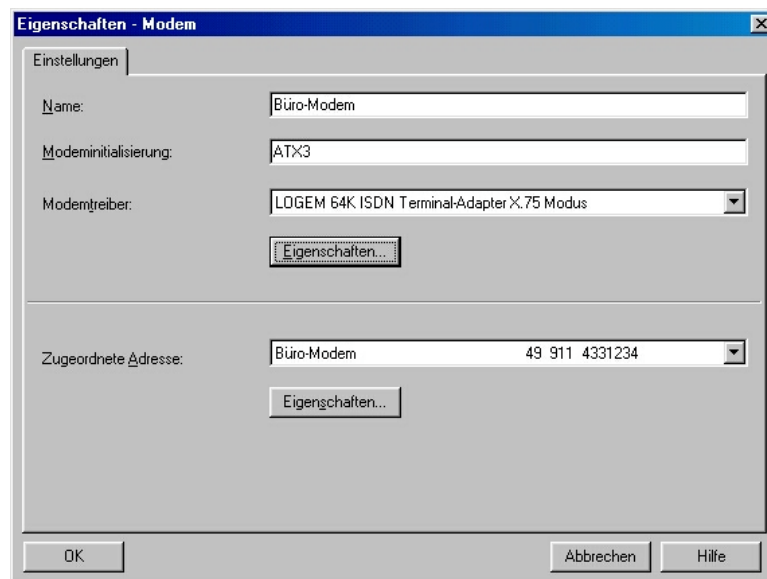 Eigenschaften - Modem
Einstellungen
Name: Büro-Modem
Modeminitialisierung: ATX3
Modemtreiber: LOGEM 64K ISDN Terminal-Adapter X.75 Modus
Eigenschaften...
Zugeordnete Adresse: Büro-Modem 49 911 4331234
Eigenschaften...
OK Abbrechen Hilfe